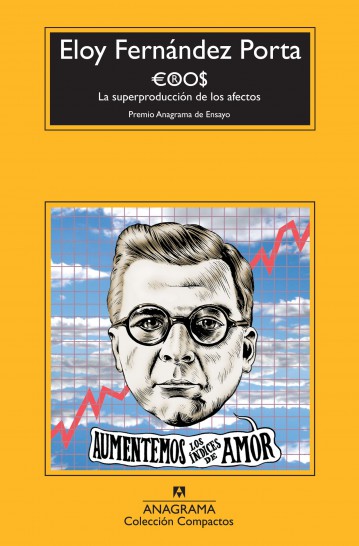 Eloy Fernández Porta
€®O$
La superproducción de los afectos
Premio Anagrama de Ensayo
AUMENTEMOS LOS ÍNDICES DE AMOR
ANAGRAMA
Colección Compactos